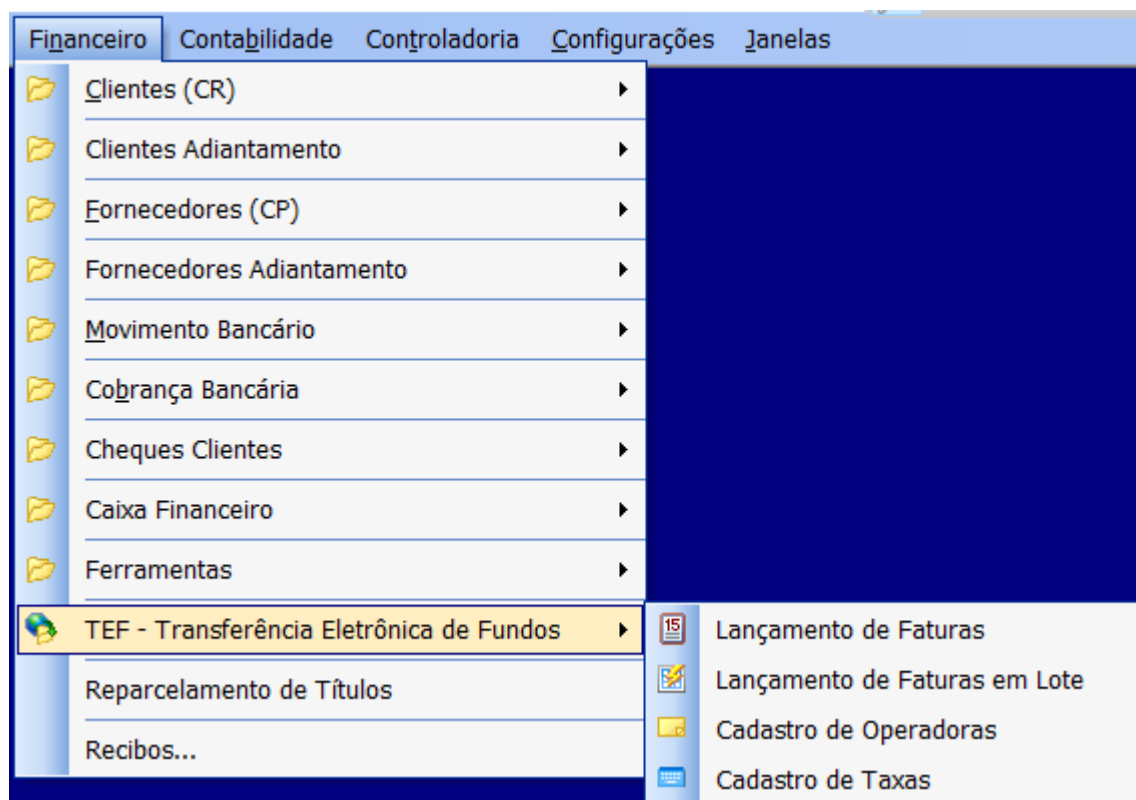 Financeiro Contabilidade Controladoria Configurações Janelas
Clientes (CR)
Clientes Adiantamento
Fornecedores (CP)
Fornecedores Adiantamento
Movimento Bancário
Cobrança Bancária
Cheques Clientes
Caixa Financeiro
Ferramentas
TEF - Transferência Eletrônica de Fundos
Reparcelamento de Títulos
Recibos...
15 Lançamento de Faturas
Lançamento de Faturas em Lote
Cadastro de Operadoras
Cadastro de Taxas